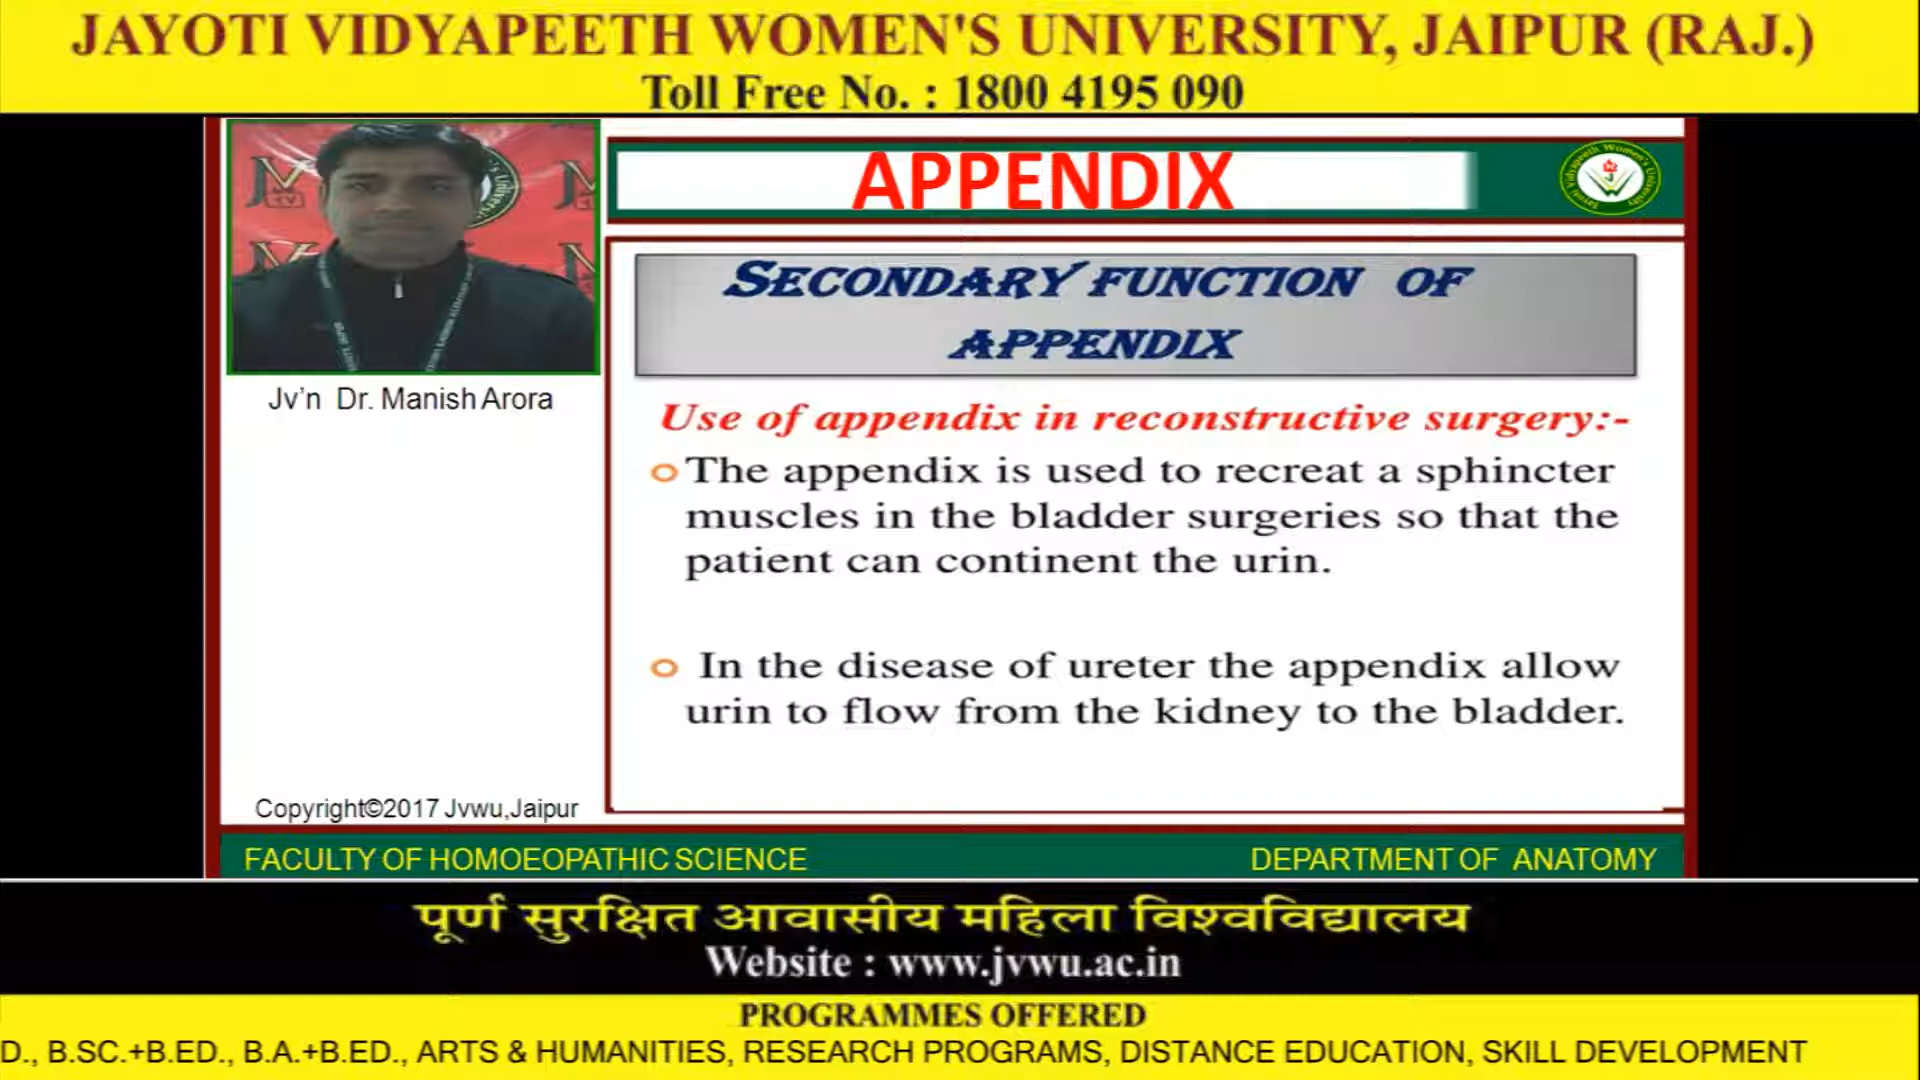 JAYOTI VIDYAPEETH WOMEN'S UNIVERSITY, JAIPUR (RAJ.)
Toll Free No. : 1800 4195 090
APPENDIX
SECONDARY FUNCTION OF
APPENDIX
Jv'n Dr. Manish Arora
Use of appendix in reconstructive surgery:-
The appendix is used to recreat a sphincter
muscles in the bladder surgeries so that the
patient can continent the urin.
In the disease of ureter the appendix allow
urin to flow from the kidney to the bladder.
Copyright©2017 Jvwu,Jaipur
FACULTY OF HOMOEOPATHIC SCIENCE
DEPARTMENT OF ANATOMY
पूर्ण सुरक्षित आवासीय महिला विश्वविद्यालय
Website : www.jvwu.ac.in
PROGRAMMES OFFERED
D., B.SC.+B.ED., B.A.+B.ED., ARTS & HUMANITIES, RESEARCH PROGRAMS, DISTANCE EDUCATION, SKILL DEVELOPMENT